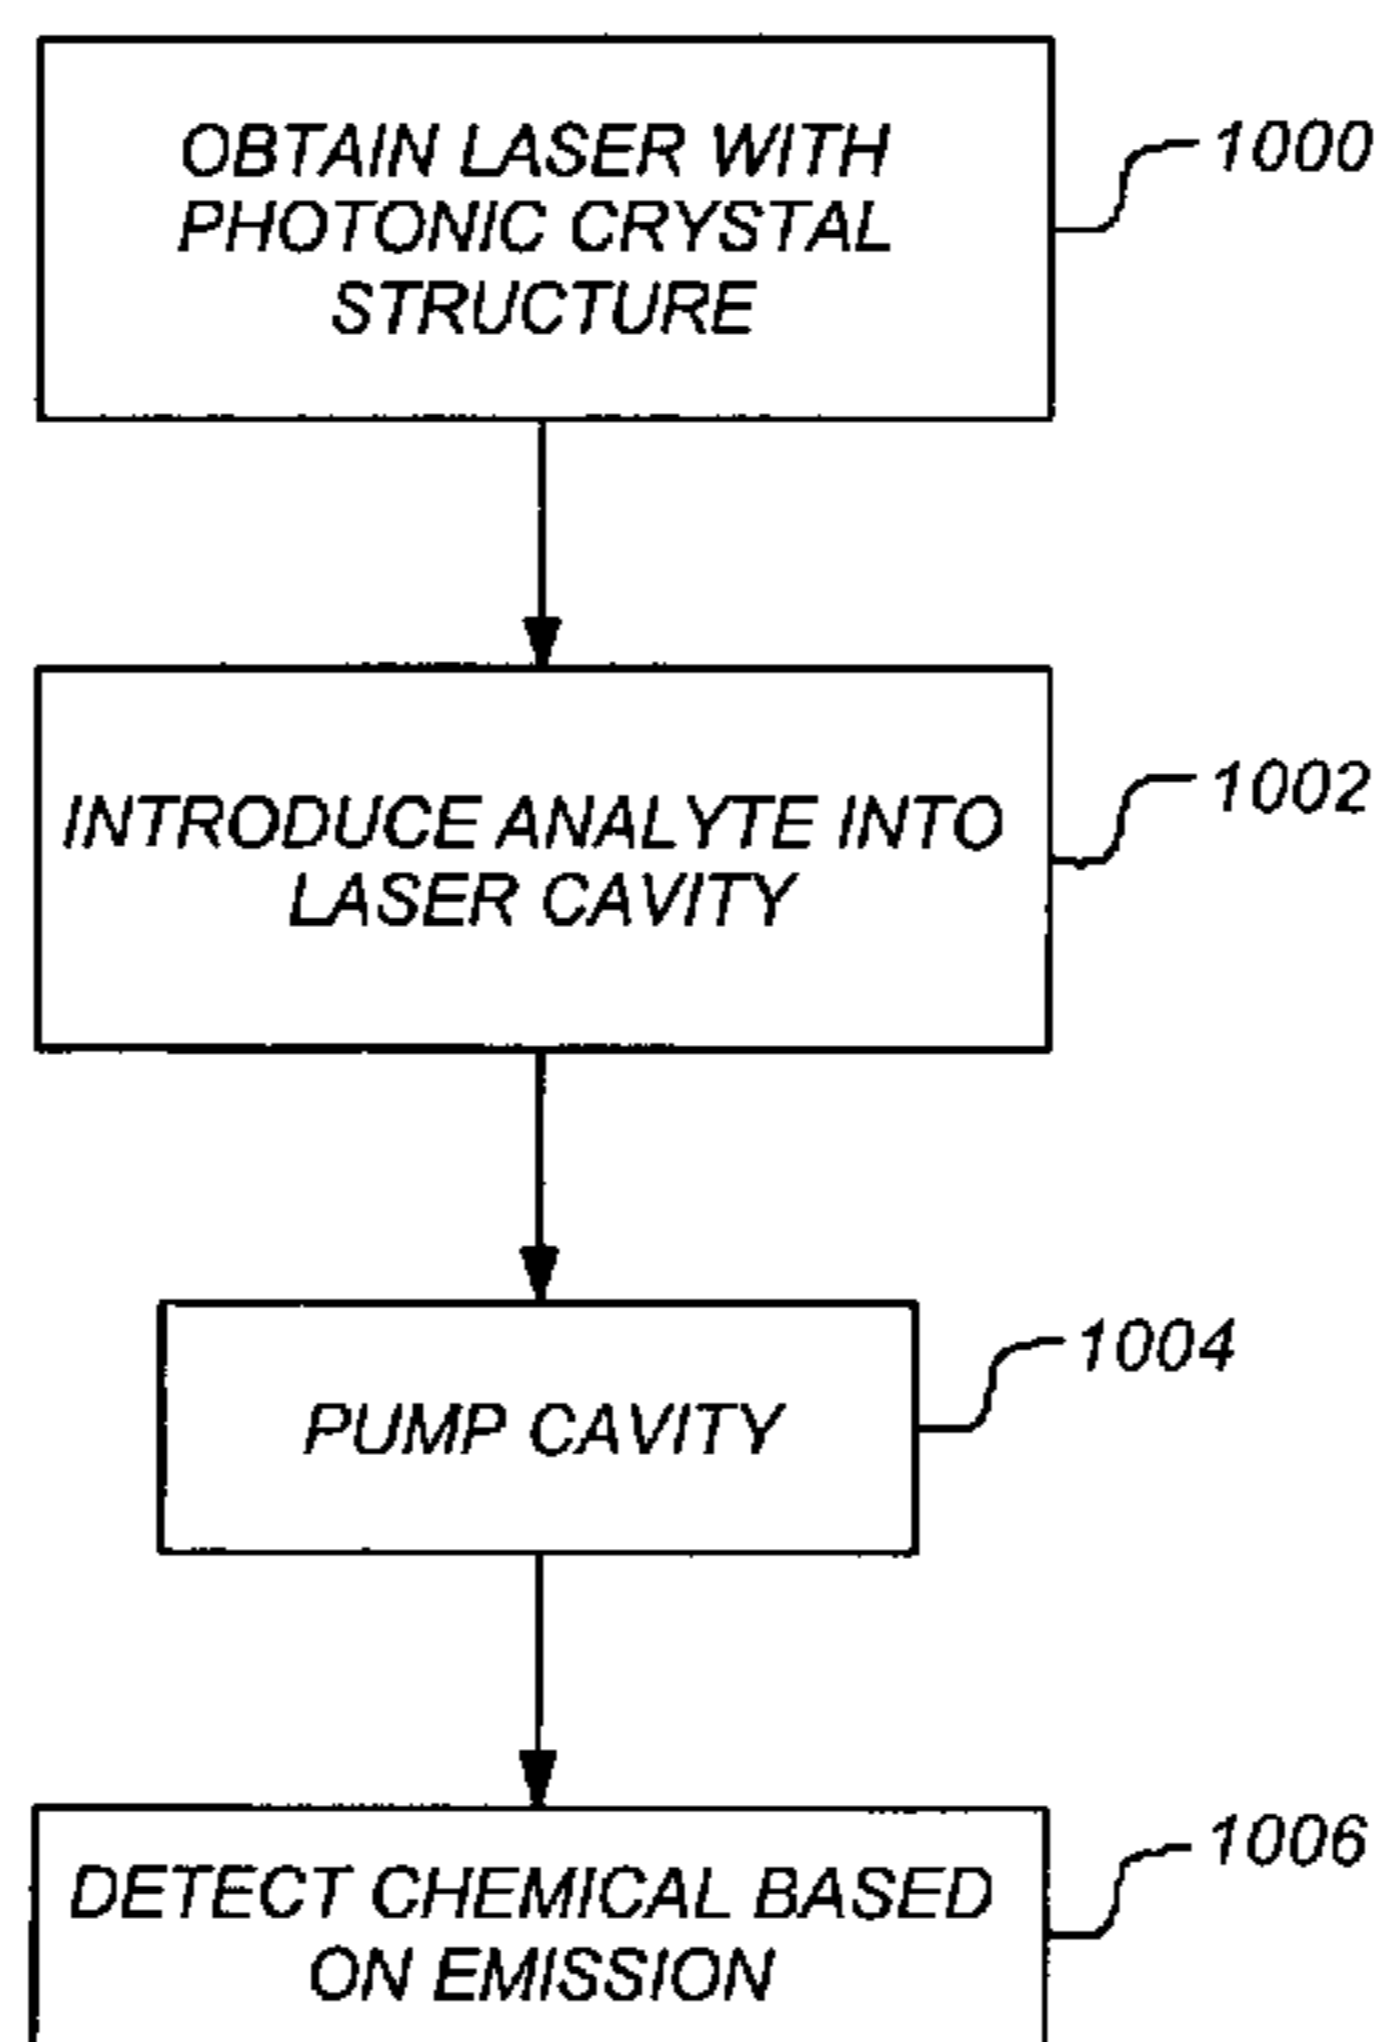 OBTAIN LASER WITH
PHOTONIC CRYSTAL
STRUCTURE
1000
INTRODUCE ANALYTE INTO
LASER CAVITY
1002
PUMP CAVITY
1004
DETECT CHEMICAL BASED
ON EMISSION
1006